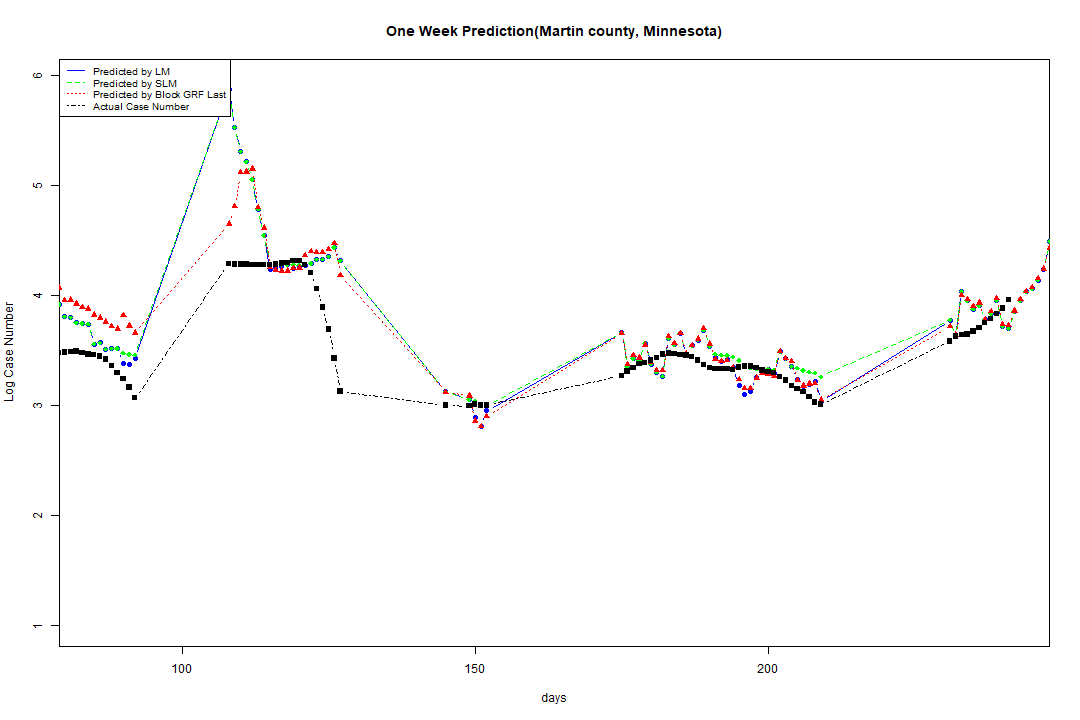 One Week Prediction(Martin county, Minnesota)
Predicted by LM
Predicted by SLM
Predicted by Block GRF Last
Actual Case Number
6
5
4
3
2
1
Log Case Number
100
150
200
days